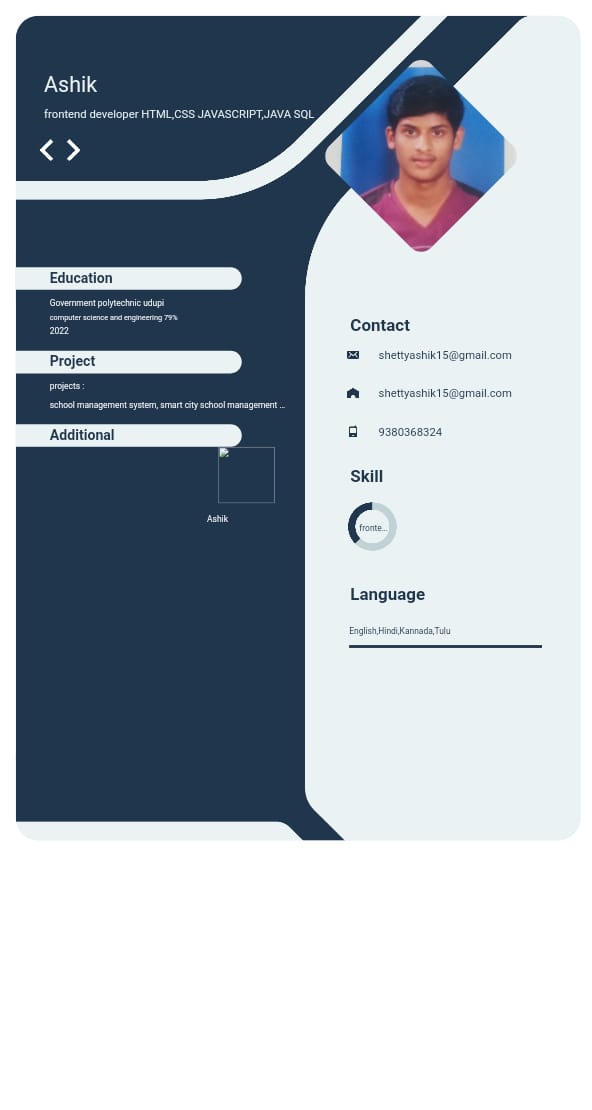 Ashik
frontend developer HTML,CSS JAVASCRIPT,JAVA SQL
Education
Government polytechnic udupi
computer science and engineering 79%
2022
Project
projects :
school management system, smart city school management ...
Additional
Ashik
Contact
shettyashik15@gmail.com
shettyashik15@gmail.com
9380368324
Skill
fronte...
Language
English,Hindi,Kannada,Tulu